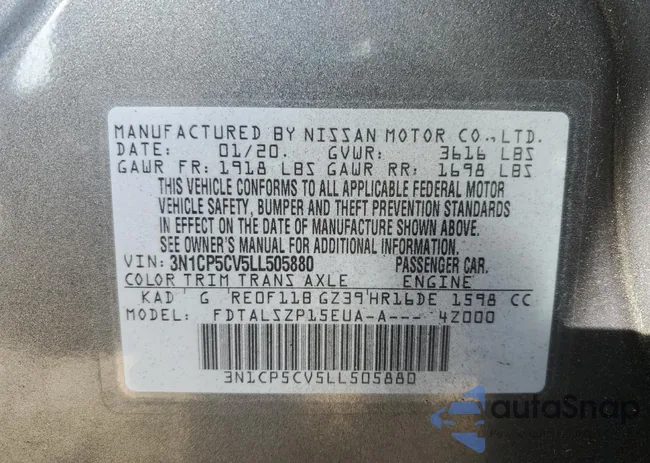 MANUFACTURED BY NISSAN MOTOR CO., LTD.
DATE: 01/20. GVWR: 3616 LBS
GAWR FR: 1918 LBS GAWR RR: 1698 LBS
THIS VEHICLE CONFORMS TO ALL APPLICABLE FEDERAL MOTOR
VEHICLE SAFETY, BUMPER AND THEFT PREVENTION STANDARDS
IN EFFECT ON THE DATE OF MANUFACTURE SHOWN ABOVE.
SEE OWNER'S MANUAL FOR ADDITIONAL INFORMATION.
VIN: 3N1CP5CV5LL505880 PASSENGER CAR.
COLOR TRIM TRANS AXLE ENGINE
KAD G RE0F11B GZ39 HR16DE 1598 CC
MODEL: FDTALSZP15EUA-A--- 4Z000
3N1CP5CV5LL505880
autoSnap